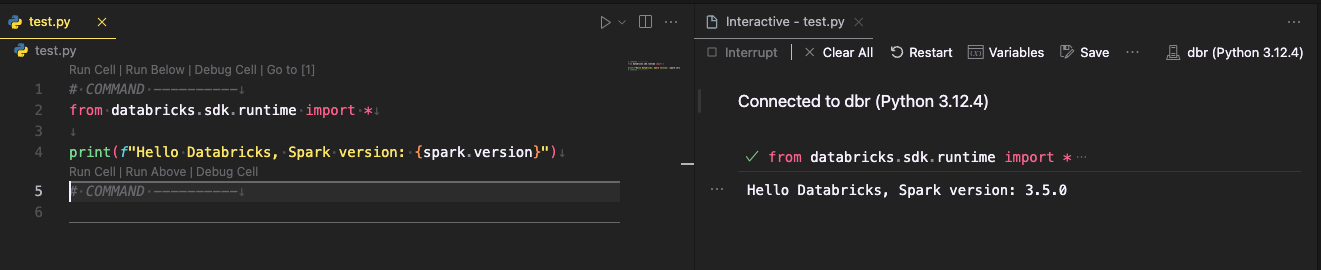 test.py
test.py
Run Cell | Run Below | Debug Cell | Go to [1]
1 # COMMAND ----------
2 from databricks.sdk.runtime import *
3
4 print(f"Hello Databricks, Spark version: {spark.version}")
Run Cell | Run Above | Debug Cell
5 # COMMAND ----------
6
Interactive - test.py
Interrupt | Clear All Restart Variables Save ··· dbr (Python 3.12.4)
Connected to dbr (Python 3.12.4)
from databricks.sdk.runtime import * ···
Hello Databricks, Spark version: 3.5.0